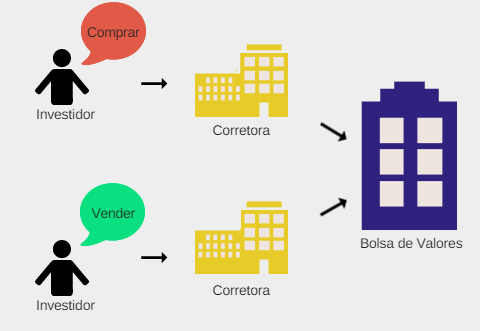 Comprar
Investidor
Corretora
Vender
Investidor
Corretora
Bolsa de Valores